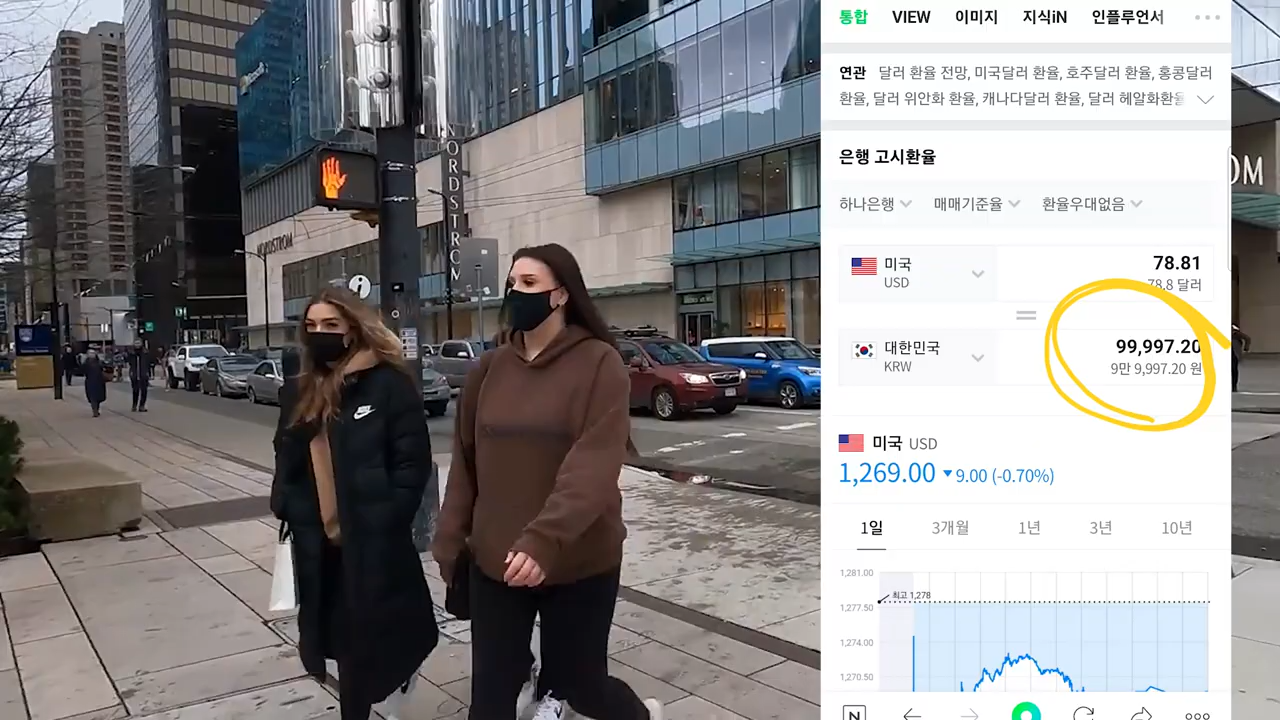 NORDSTROM
NORDSTROM
OM
통합 VIEW 이미지 지식iN 인플루언서
연관 달러 환율 전망, 미국달러 환율, 호주달러 환율, 홍콩달러
환율, 달러 위안화 환율, 캐나다달러 환율, 달러 헤알화환율
은행 고시환율
하나은행 매매기준율 환율우대없음
미국
USD
78.81
78.8 달러
대한민국
KRW
99,997.20
9만 9,997.20 원
미국 USD
1,269.00 ▼9.00 (-0.70%)
1일 3개월 1년 3년 10년
1,281.00
최고 1,278
1,277.50
1,274.00
1,270.50
N